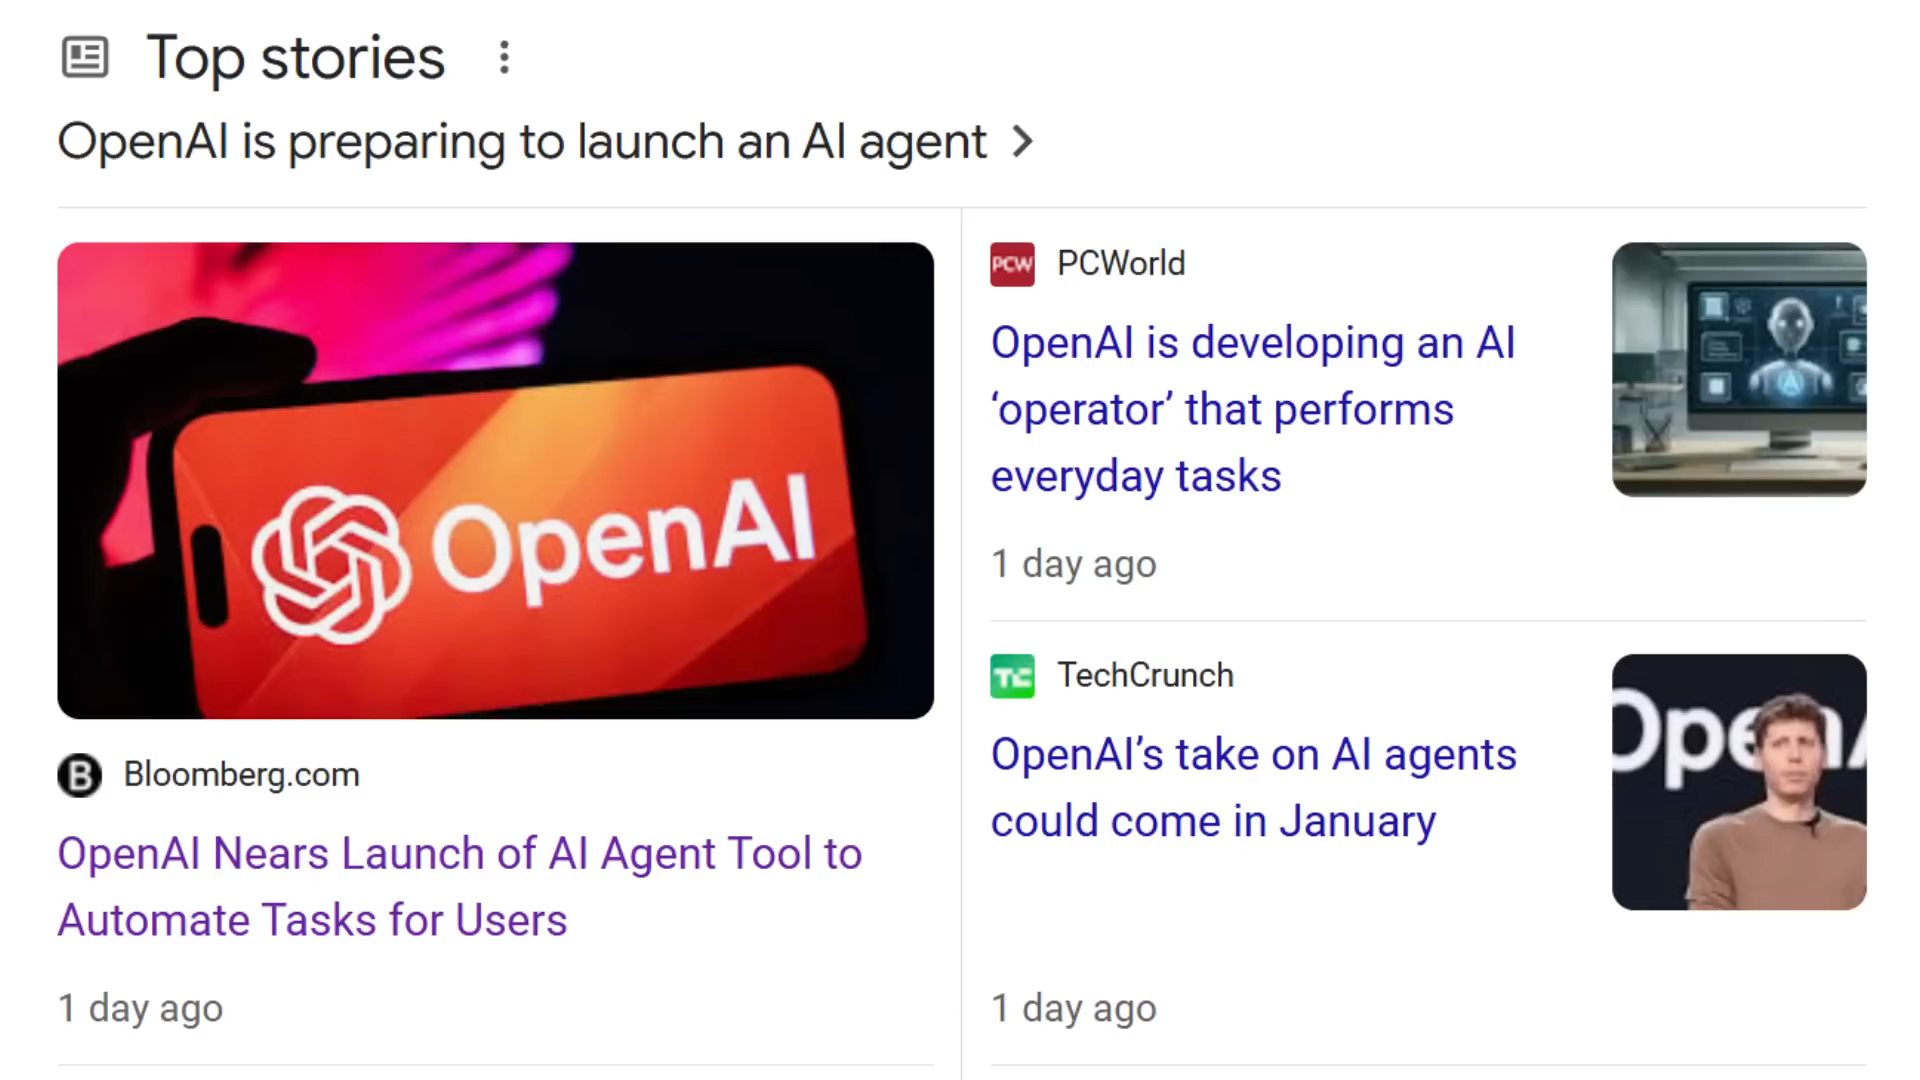 Top stories
OpenAI is preparing to launch an AI agent
OpenAI
Bloomberg.com
OpenAI Nears Launch of AI Agent Tool to
Automate Tasks for Users
1 day ago
PCW PCWorld
OpenAI is developing an AI
‘operator’ that performs
everyday tasks
1 day ago
TC TechCrunch
OpenAI’s take on AI agents
could come in January
OpenA
1 day ago